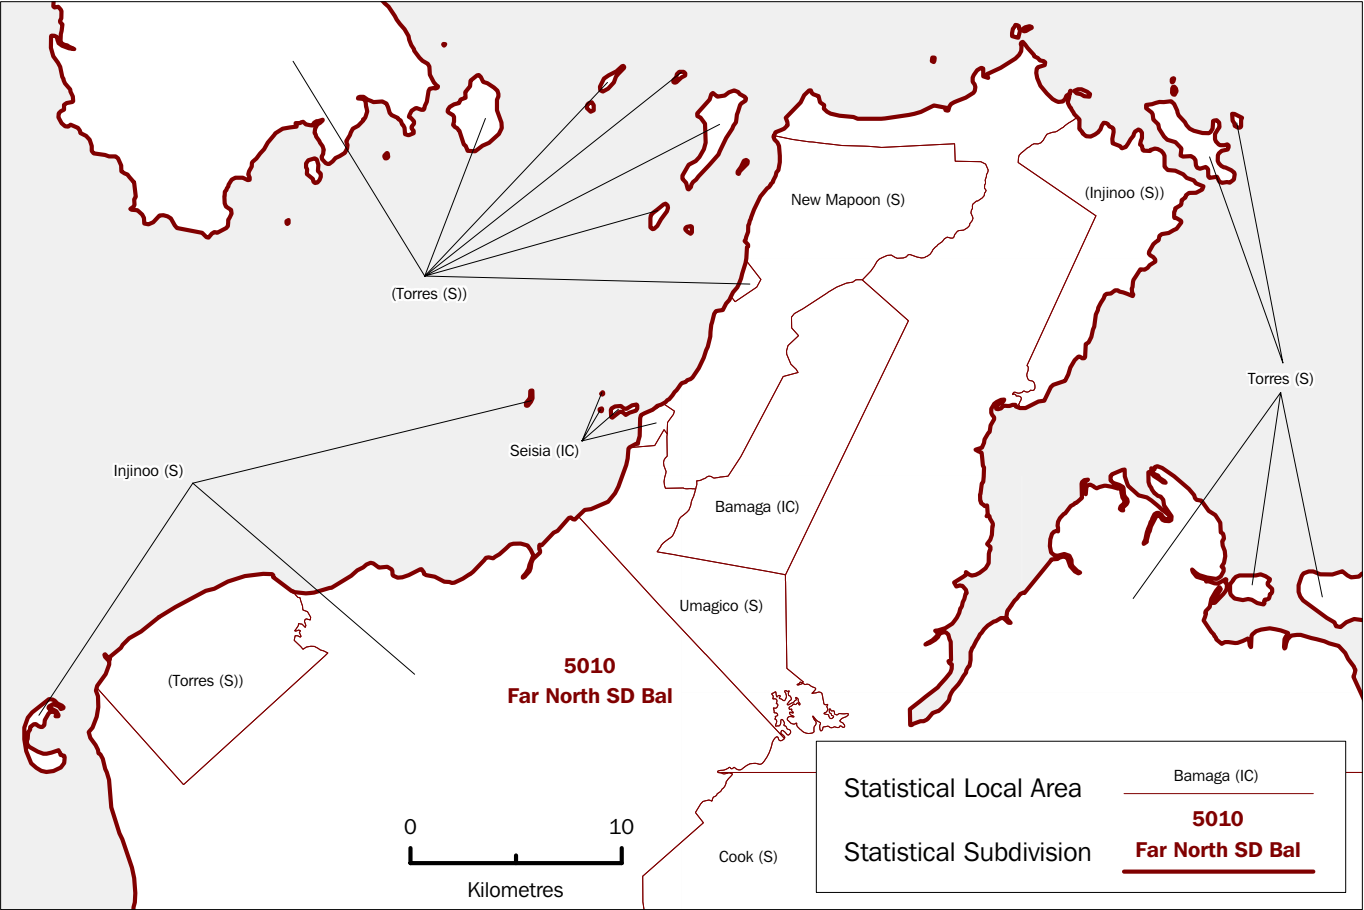 New Mapoon (S)
(Injinoo (S))
(Torres (S))
Torres (S)
Seisia (IC)
Injinoo (S)
Bamaga (IC)
Umagico (S)
5010
Far North SD Bal
(Torres (S))
Cook (S)
0 10
Kilometres
Statistical Local Area
Bamaga (IC)
Statistical Subdivision
5010
Far North SD Bal